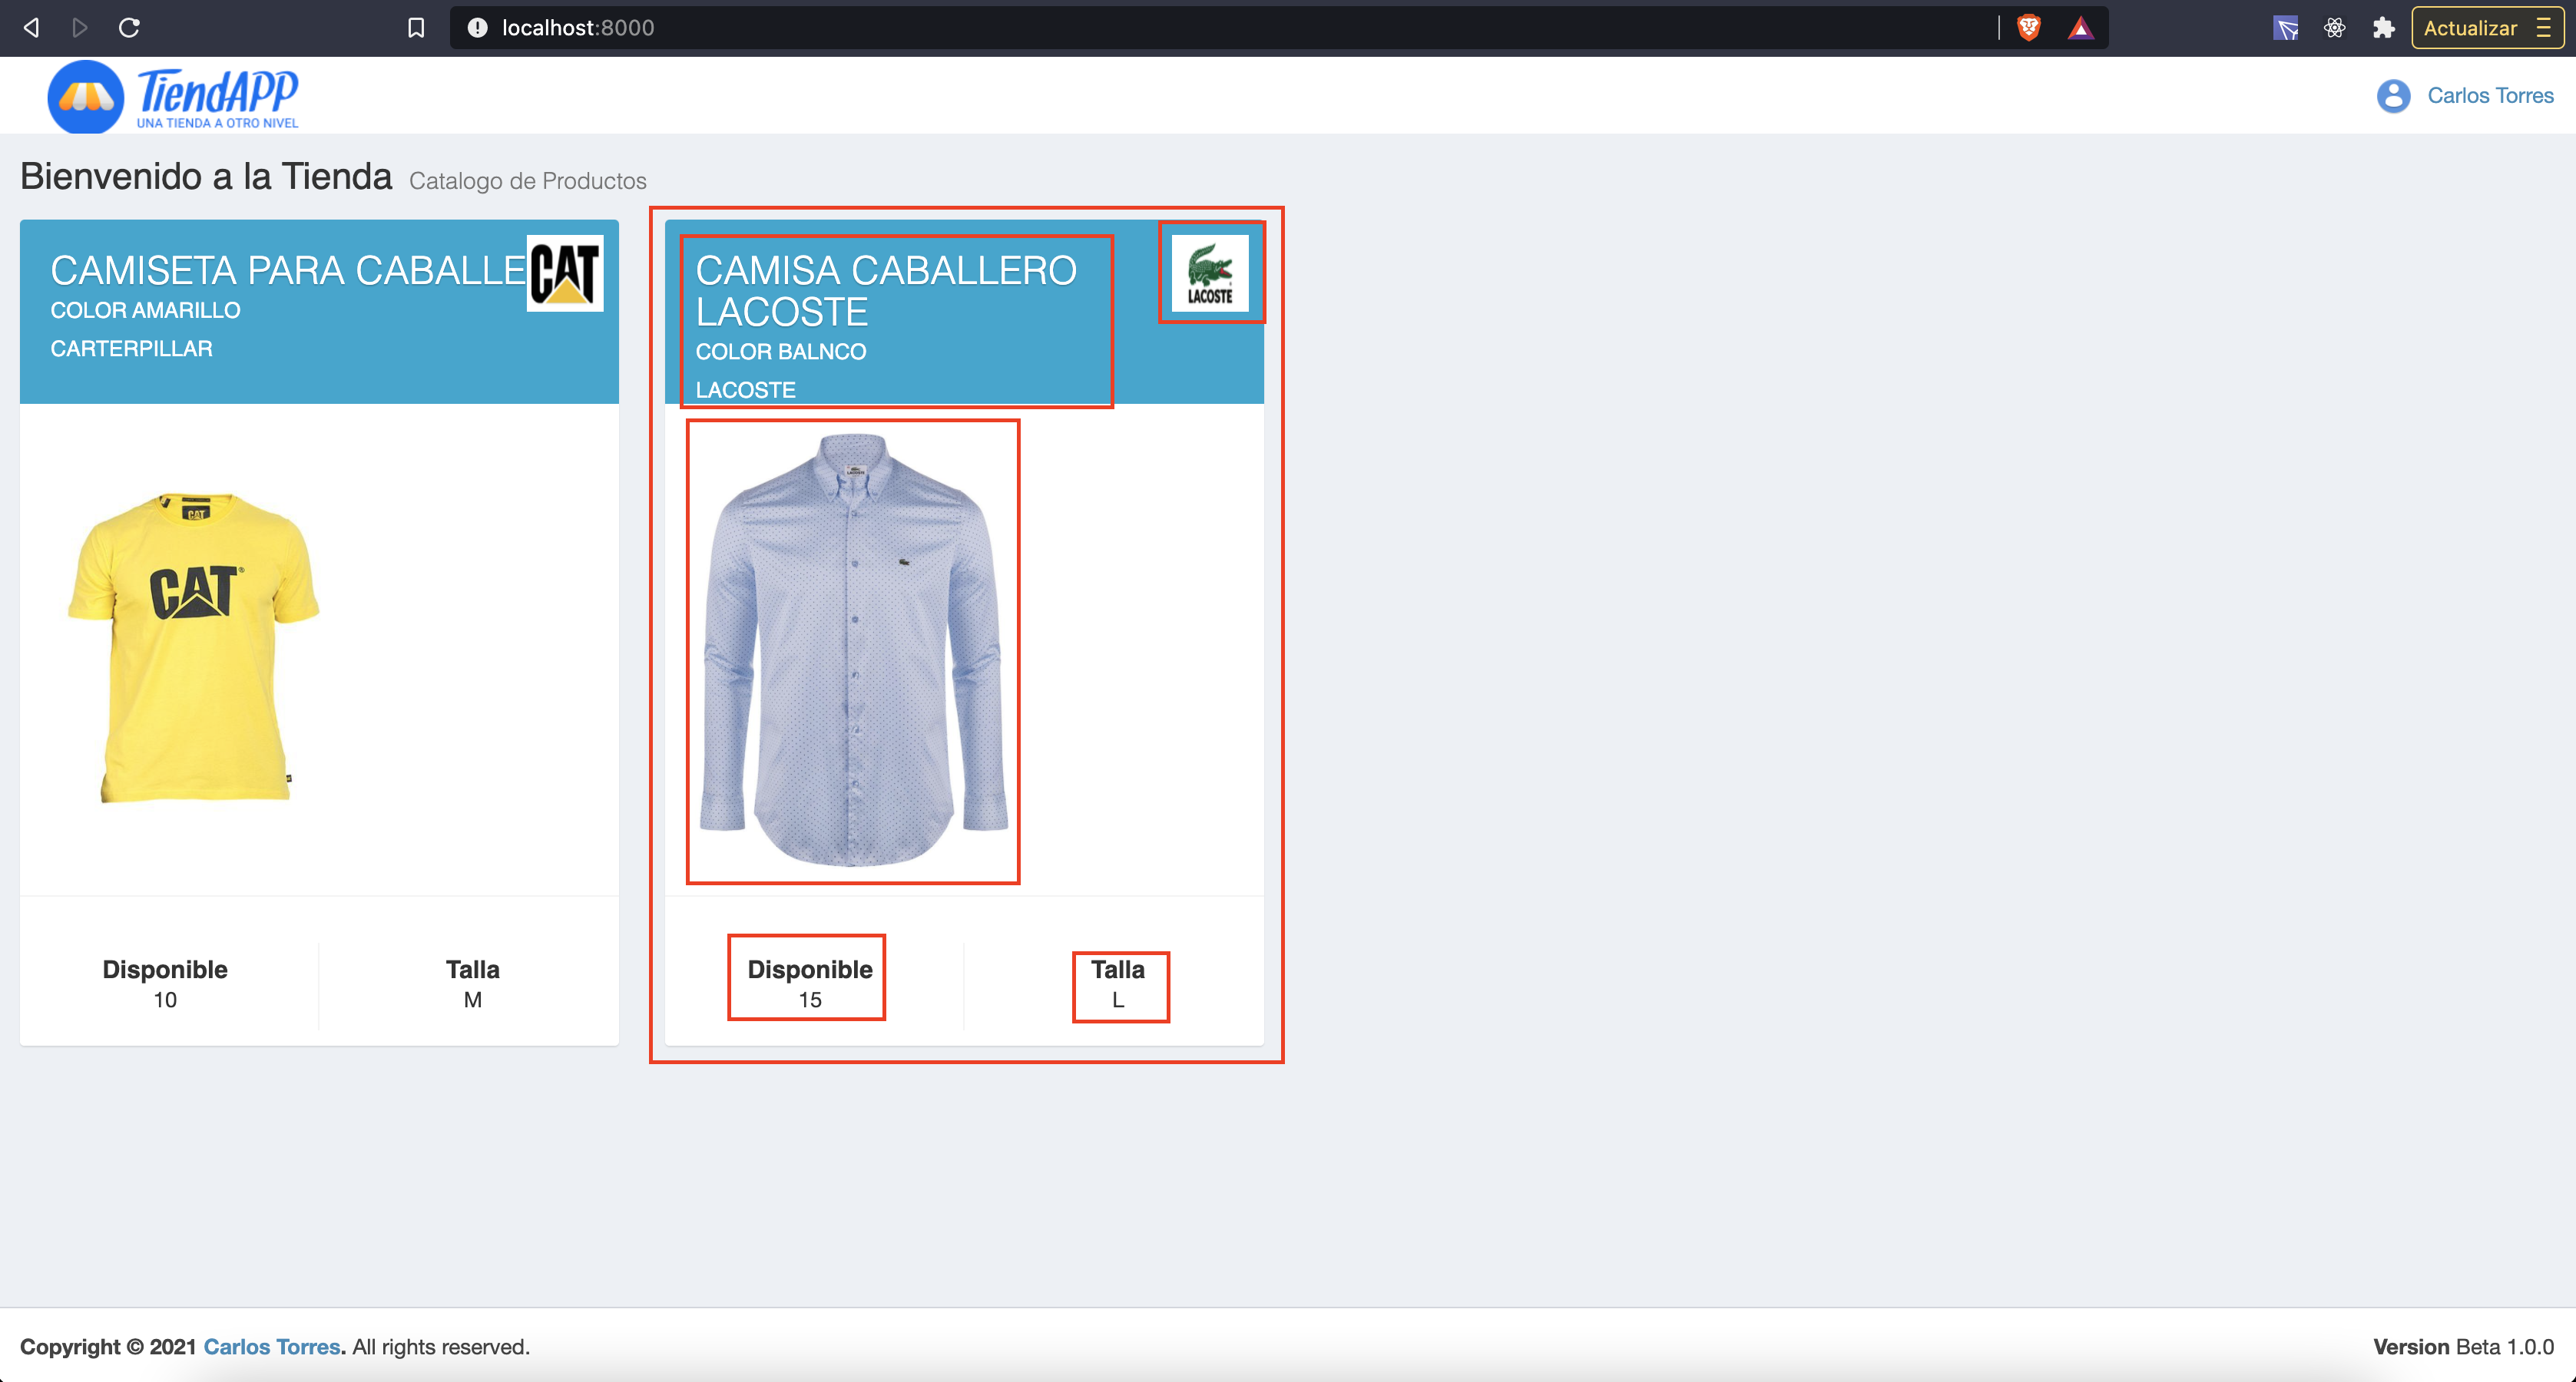 localhost:8000
Actualizar
TiendAPP
UNA TIENDA A OTRO NIVEL
Carlos Torres
Bienvenido a la Tienda Catalogo de Productos
CAMISETA PARA CABALLE
COLOR AMARILLO
CARTERPILLAR
CAT
CAMISA CABALLERO
LACOSTE
COLOR BALNCO
LACOSTE
LACOSTE
CAT
CAT
Disponible
10
Talla
M
Disponible
15
Talla
L
Copyright © 2021 Carlos Torres. All rights reserved.
Version Beta 1.0.0